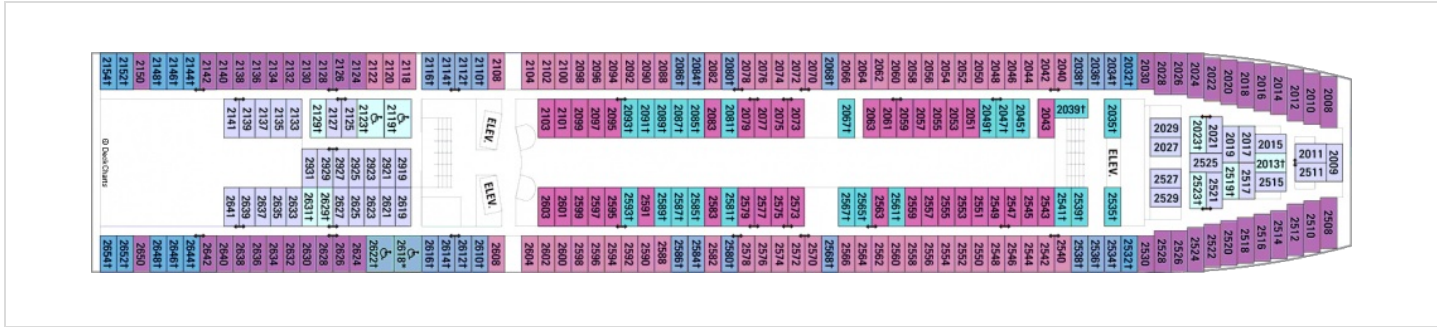 2154† 2152† 2150 2148† 2146† 2144† 2142 2140 2138 2136 2134 2132 2130 2128 2126 2124 2122 2120 2118 2116† 2114† 2112† 2110† 2108 2104 2102 2100 2098 2096 2094 2092 2090 2088 2086† 2084† 2082 2080† 2078 2076 2074 2072 2070 2068† 2066 2064 2062 2060 2058 2056 2054 2052 2050 2048 2046 2044 2042 2040 2038† 2036† 2034† 2032† 2030 2028 2026 2024 2022 2020 2018 2016 2014 2012 2010 2008
2141 2139 2137 2135 2133 2129† 2127 2125 2123† 2119† ELEV. 2103 2101 2099 2097 2095 2093† 2091† 2089† 2087† 2085† 2083 2081† 2079 2077 2075 2073 2067† 2063 2061 2059 2057 2055 2053 2051 2049† 2047† 2045† 2043 2039† 2035†
2029 2023† 2021 2019 2017 2015
2027 2011 2009
© DeckCharts 2931 2929 2927 2925 2923 2921 2919 ELEV. ELEV. 2525 2519† 2013†
2527 2511
2529 2523† 2521 2517 2515
2641 2639 2637 2635 2633 2631† 2629† 2627 2625 2623 2621 2619 2603 2601 2599 2597 2595 2593† 2591 2589† 2587† 2585† 2583 2581† 2579 2577 2575 2573 2567† 2565† 2563 2561† 2559 2557 2555 2553 2551 2549 2547 2545 2543 2541† 2539† 2535†
2654† 2652† 2650 2648† 2646† 2644† 2642 2640 2638 2636 2634 2632 2630 2628 2626 2624 2622† 2618* 2616† 2614† 2612† 2610† 2608 2604 2602 2600 2598 2596 2594 2592 2590 2588 2586† 2584† 2582 2580† 2578 2576 2574 2572 2570 2568† 2566 2564 2562 2560 2558 2556 2554 2552 2550 2548 2546 2544 2542 2540 2538† 2536† 2534† 2532† 2530 2528 2526 2524 2522 2520 2518 2516 2514 2512 2510 2508